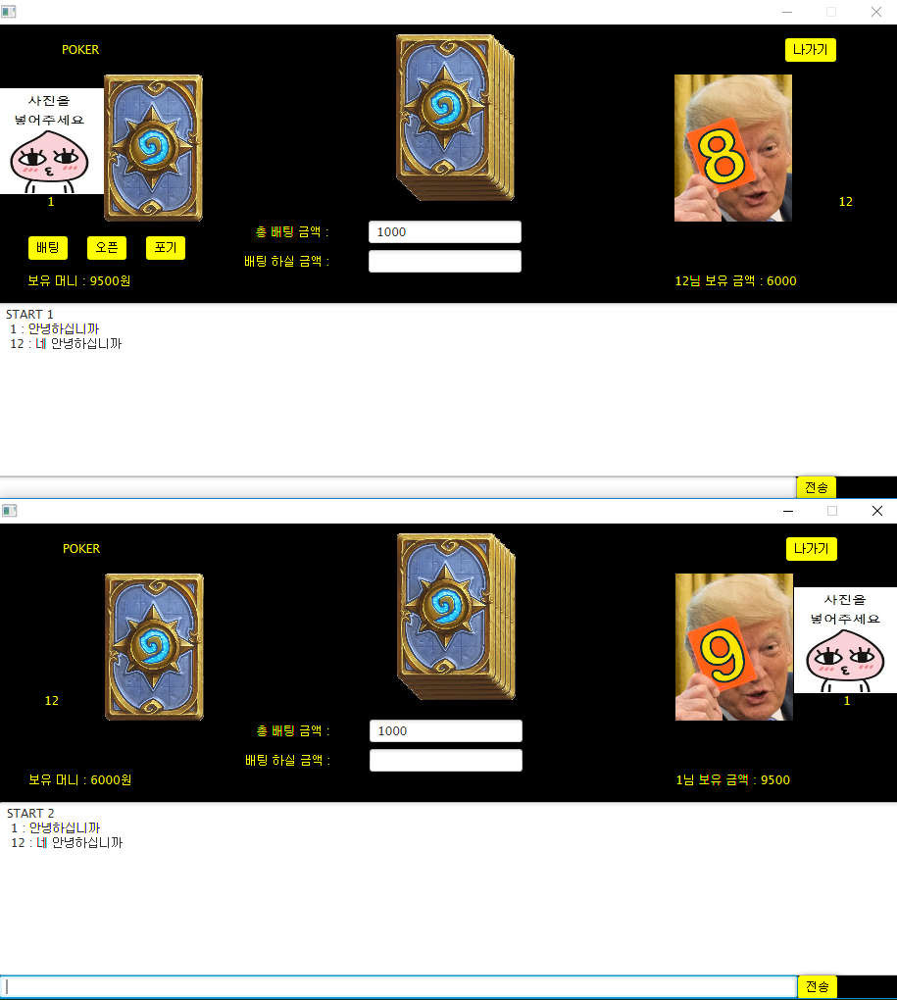 POKER
나가기
사진을
넣어주세요
8
1
12
총 배팅 금액 :
1000
배팅
오픈
포기
배팅 하실 금액 :
보유 머니 : 9500원
12님 보유 금액 : 6000
START 1
1 : 안녕하십니까
12 : 네 안녕하십니까
전송
POKER
나가기
사진을
넣어주세요
9
12
1
총 배팅 금액 :
1000
배팅 하실 금액 :
보유 머니 : 6000원
1님 보유 금액 : 9500
START 2
1 : 안녕하십니까
12 : 네 안녕하십니까
전송